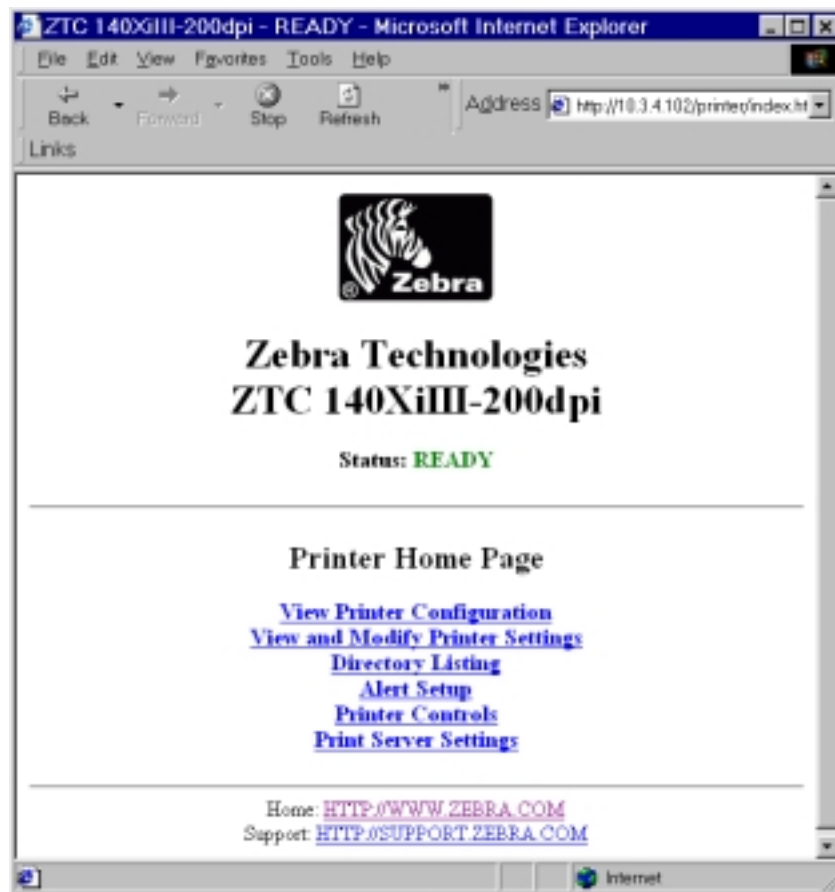 ZTC 140XiIII-200dpi - READY - Microsoft Internet Explorer
File Edit View Favorites Tools Help
Back Forward Stop Refresh » Address http://10.3.4.102/printer/index.ht
Links
® Zebra
Zebra Technologies
ZTC 140XiIII-200dpi
Status: READY
Printer Home Page
View Printer Configuration
View and Modify Printer Settings
Directory Listing
Alert Setup
Printer Controls
Print Server Settings
Home: HTTP://WWW.ZEBRA.COM
Support: HTTP://SUPPORT.ZEBRA.COM
Internet